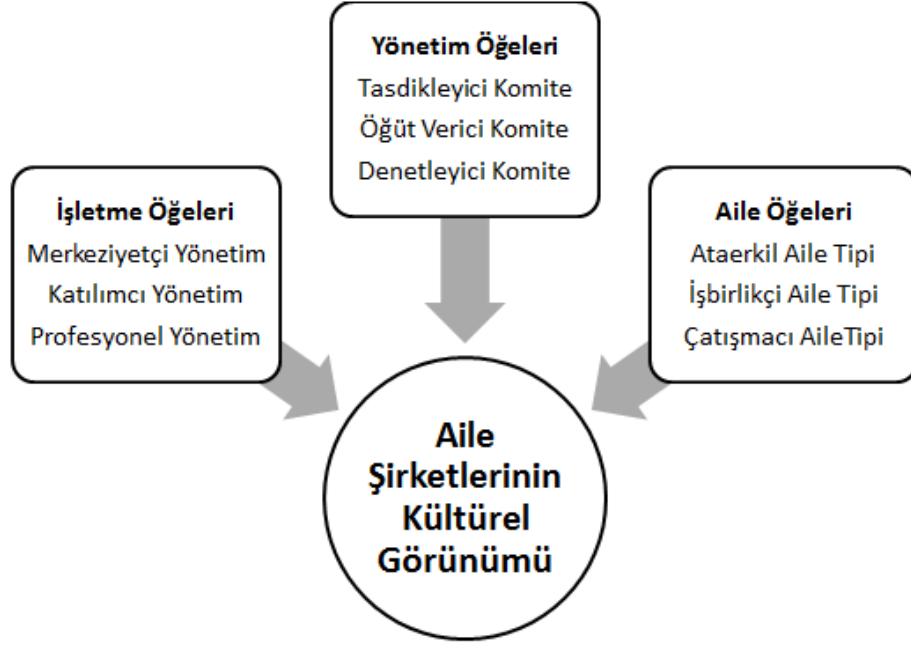 Yönetim Öğeleri
Tasdikleyici Komite
Öğüt Verici Komite
Denetleyici Komite
İşletme Öğeleri
Merkeziyetçi Yönetim
Katılımcı Yönetim
Profesyonel Yönetim
Aile Öğeleri
Ataerkil Aile Tipi
İşbirlikçi Aile Tipi
Çatışmacı AileTipi
Aile
Şirketlerinin
Kültürel
Görünümü